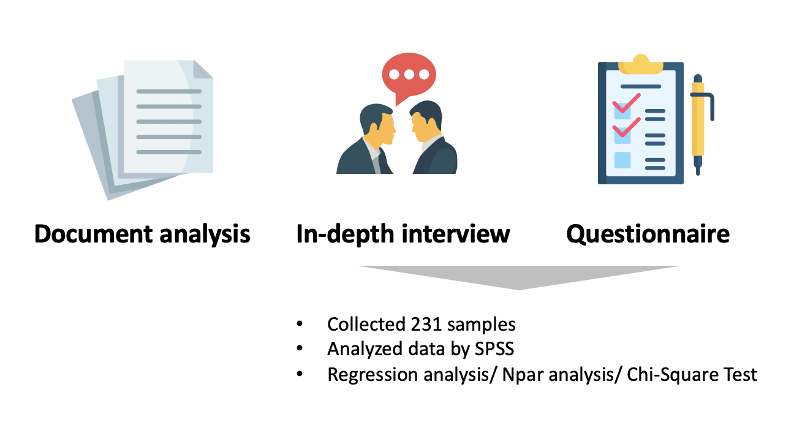 Document analysis
In-depth interview
Questionnaire
• Collected 231 samples
• Analyzed data by SPSS
• Regression analysis/ Npar analysis/ Chi-Square Test